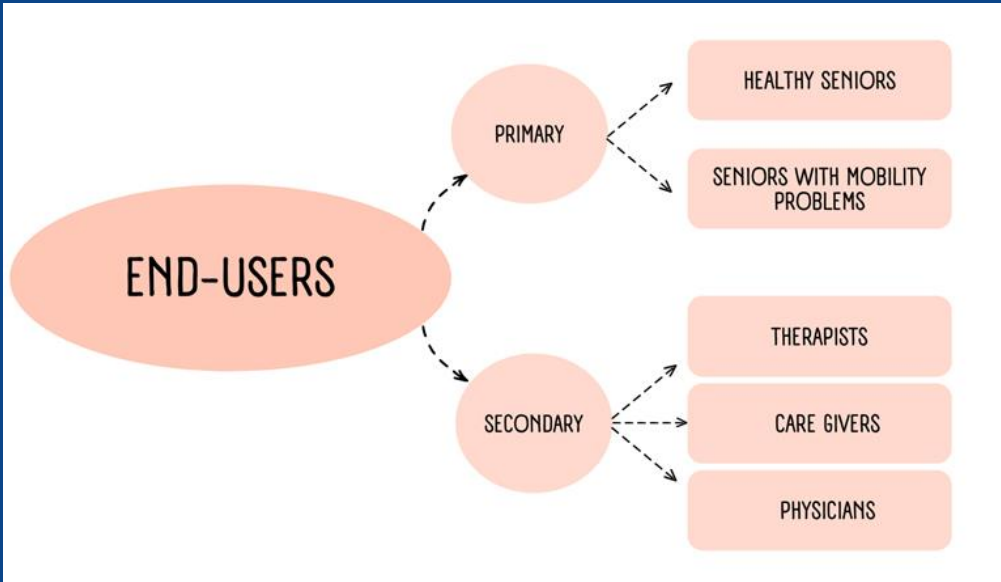 END-USERS
PRIMARY
HEALTHY SENIORS
SENIORS WITH MOBILITY
PROBLEMS
SECONDARY
THERAPISTS
CARE GIVERS
PHYSICIANS